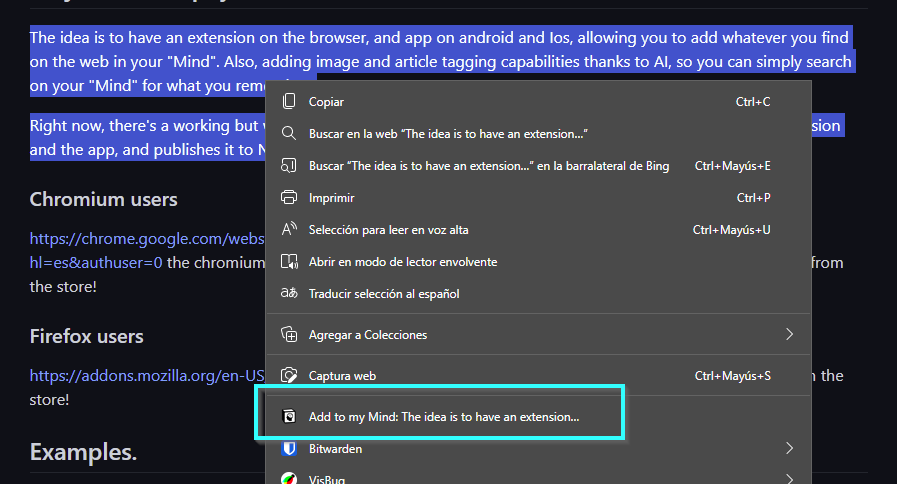 The idea is to have an extension on the browser, and app on android and Ios, allowing you to add whatever you find
on the web in your "Mind". Also, adding image and article tagging capabilities thanks to AI, so you can simply search
on your "Mind" for what you
Right now, there's a working but
and the app, and publishes it to
Chromium users
https://chrome.google.com/webs
hl=es&authuser=0 the chromium
from
the store!
Firefox users
https://addons.mozilla.org/en-US
the
store!
Examples.
Copiar Ctrl+C
Buscar en la web “The idea is to have an extension...”
Buscar “The idea is to have an extension...” en la barralateral de Bing Ctrl+Mayús+E
Imprimir Ctrl+P
Selección para leer en voz alta Ctrl+Mayús+U
Abrir en modo de lector envolvente
Traducir selección al español
Agregar a Colecciones
Captura web Ctrl+Mayús+S
Add to my Mind: The idea is to have an extension...
Bitwarden
VisBug